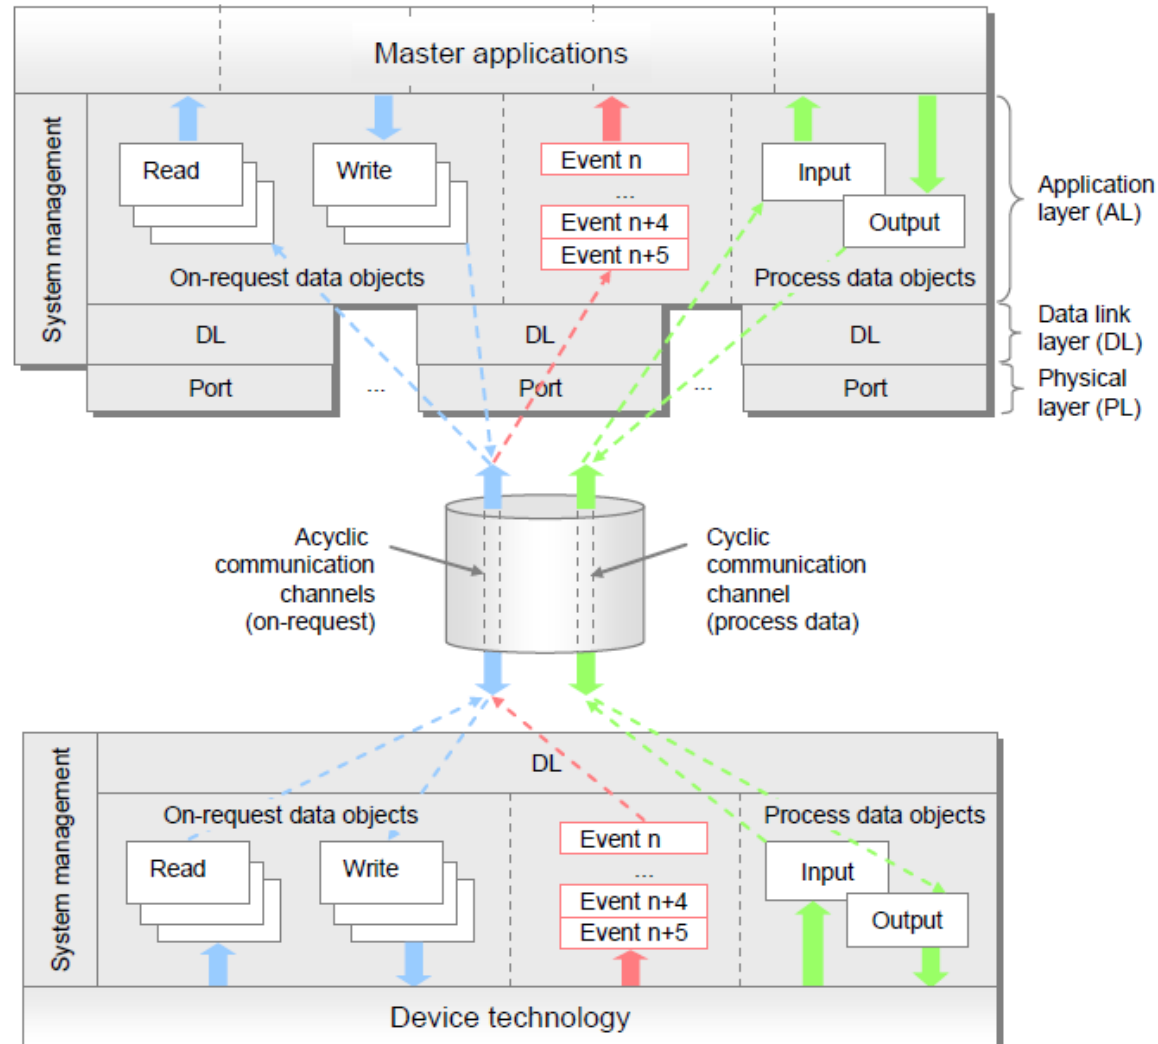 Master applications
System management
Read
Write
Event n
...
Event n+4
Event n+5
Input
Output
On-request data objects
Process data objects
Application
layer (AL)
DL
DL
DL
Data link
layer (DL)
Port
...
Port
...
Port
Physical
layer (PL)
Acyclic
communication
channels
(on-request)
Cyclic
communication
channel
(process data)
System management
DL
On-request data objects
Process data objects
Read
Write
Event n
...
Event n+4
Event n+5
Input
Output
Device technology